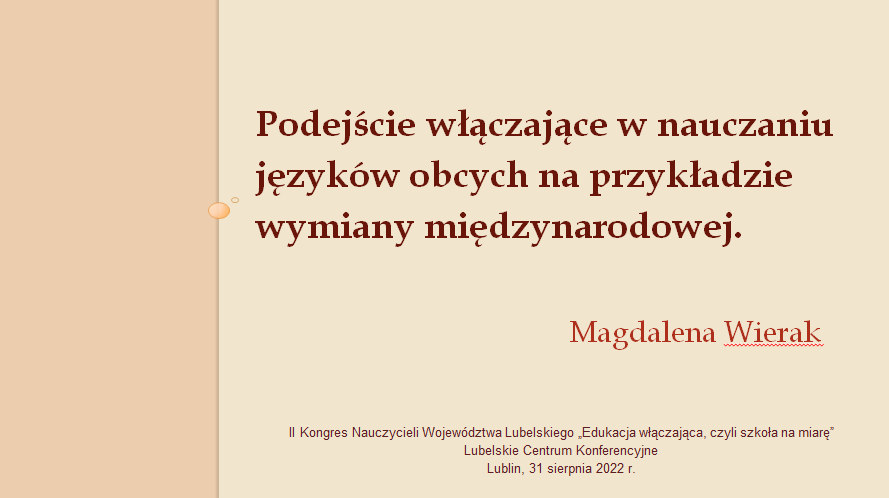 Podejście włączające w nauczaniu
języków obcych na przykładzie
wymiany międzynarodowej.
Magdalena Wierak
II Kongres Nauczycieli Województwa Lubelskiego „Edukacja włączająca, czyli szkoła na miarę”
Lubelskie Centrum Konferencyjne
Lublin, 31 sierpnia 2022 r.